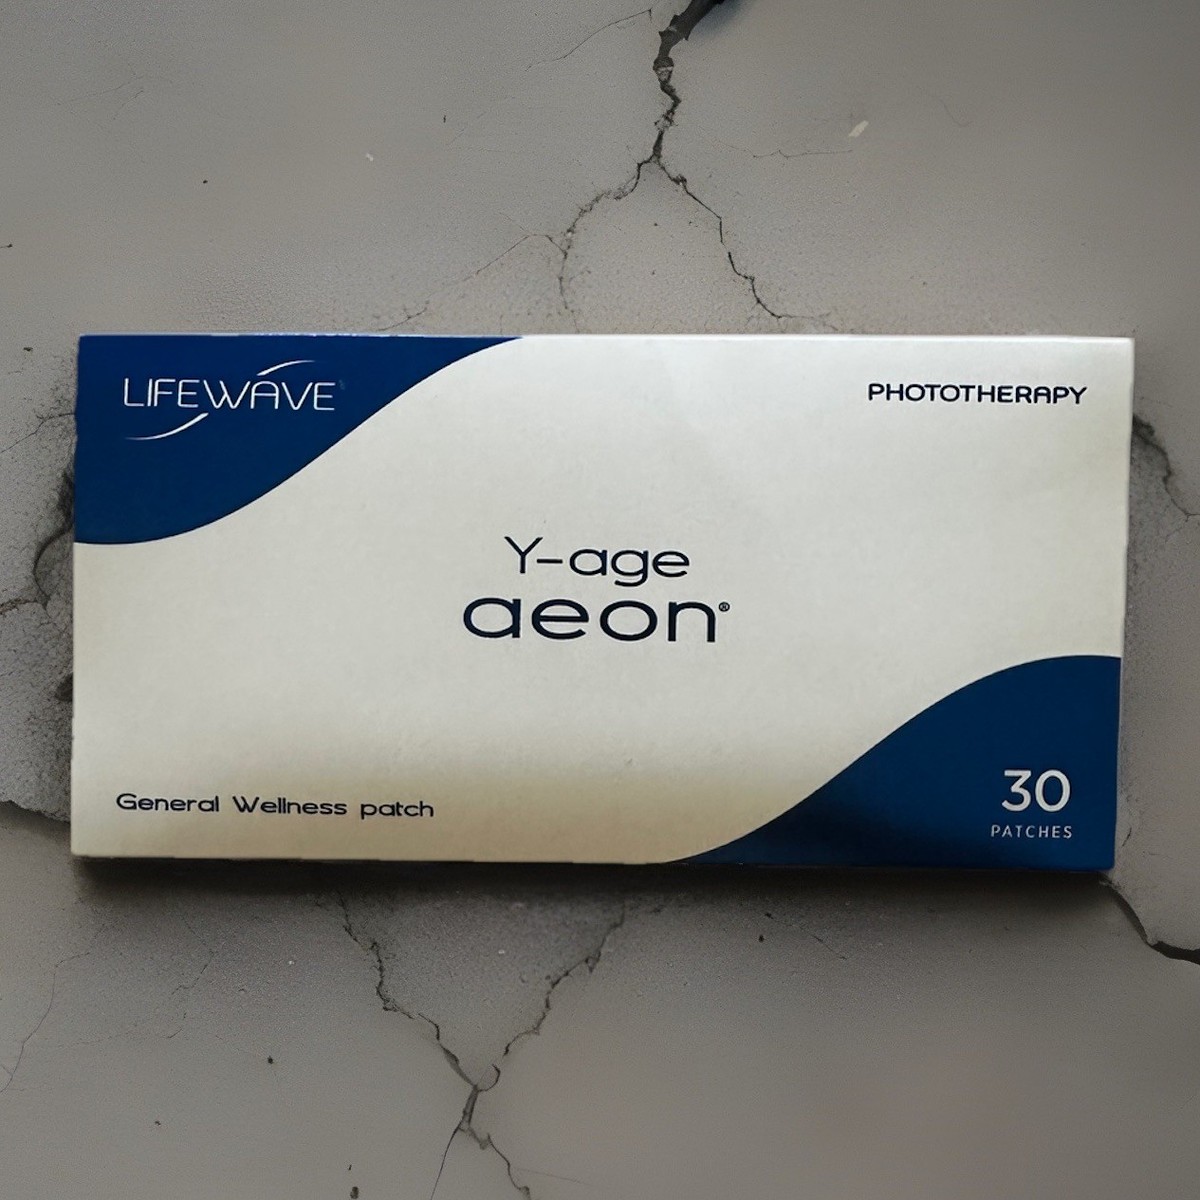 LIFEWAVE
PHOTOTHERAPY
Y-age
aeon®
General Wellness patch
30
PATCHES